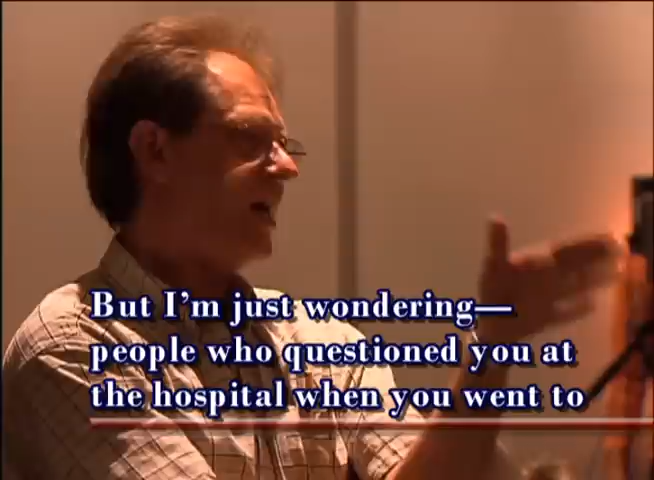 But I'm just wondering—
people who questioned you at
the hospital when you went to